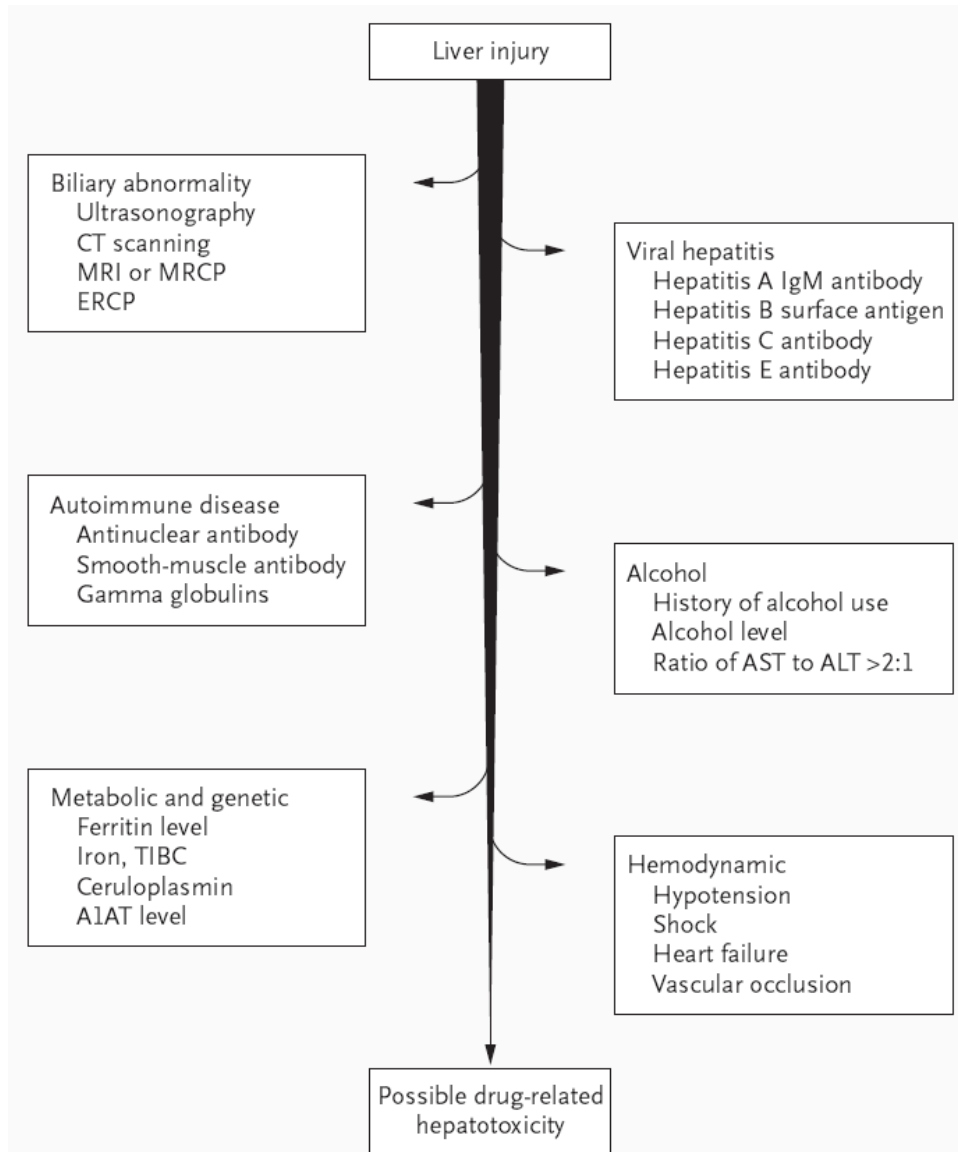 Liver injury
Biliary abnormality
Ultrasonography
CT scanning
MRI or MRCP
ERCP
Viral hepatitis
Hepatitis A IgM antibody
Hepatitis B surface antigen
Hepatitis C antibody
Hepatitis E antibody
Autoimmune disease
Antinuclear antibody
Smooth-muscle antibody
Gamma globulins
Alcohol
History of alcohol use
Alcohol level
Ratio of AST to ALT >2:1
Metabolic and genetic
Ferritin level
Iron, TIBC
Ceruloplasmin
A1AT level
Hemodynamic
Hypotension
Shock
Heart failure
Vascular occlusion
Possible drug-related
hepatotoxicity